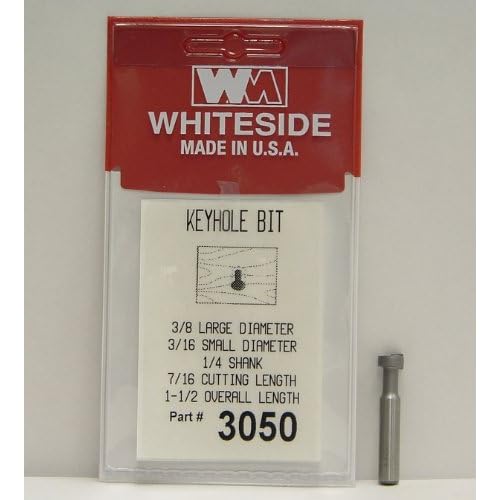 WM
WHITESIDE
MADE IN U.S.A.
KEYHOLE BIT
3/8 LARGE DIAMETER
3/16 SMALL DIAMETER
1/4 SHANK
7/16 CUTTING LENGTH
1-1/2 OVERALL LENGTH
Part # 3050